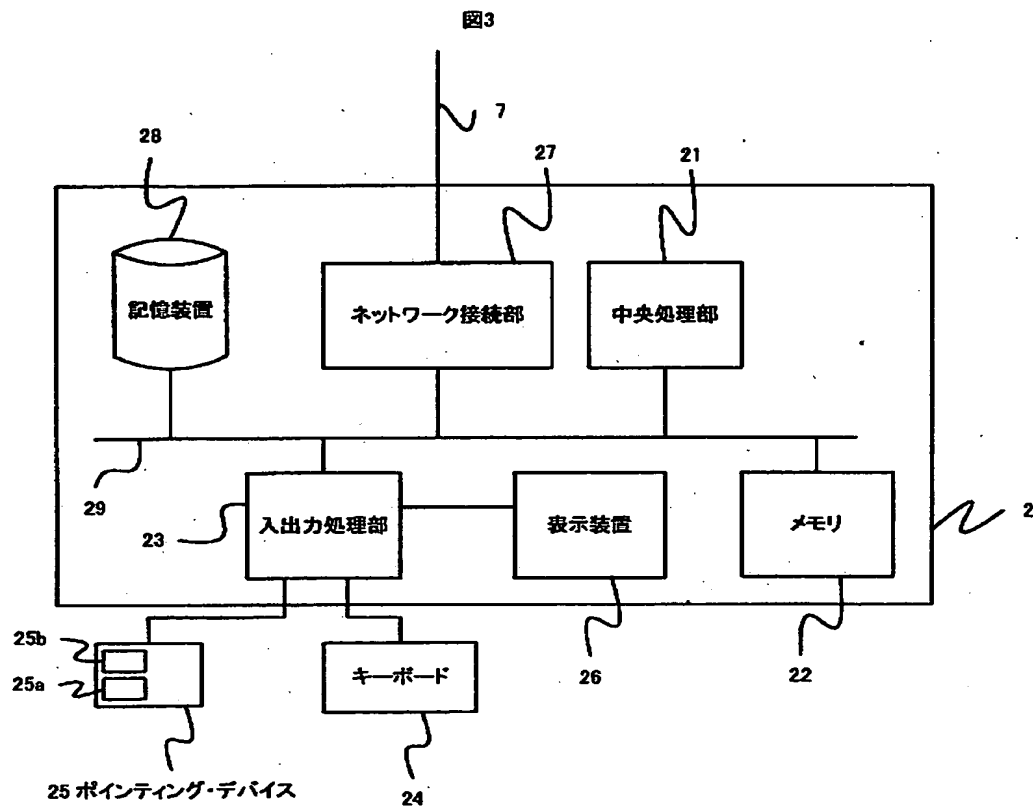 図3
7
28
27
21
記憶装置
ネットワーク接続部
中央処理部
29
23
入出力処理部
表示装置
メモリ
2
25b
25a
キーボード
26
22
25 ポインティング・デバイス
24